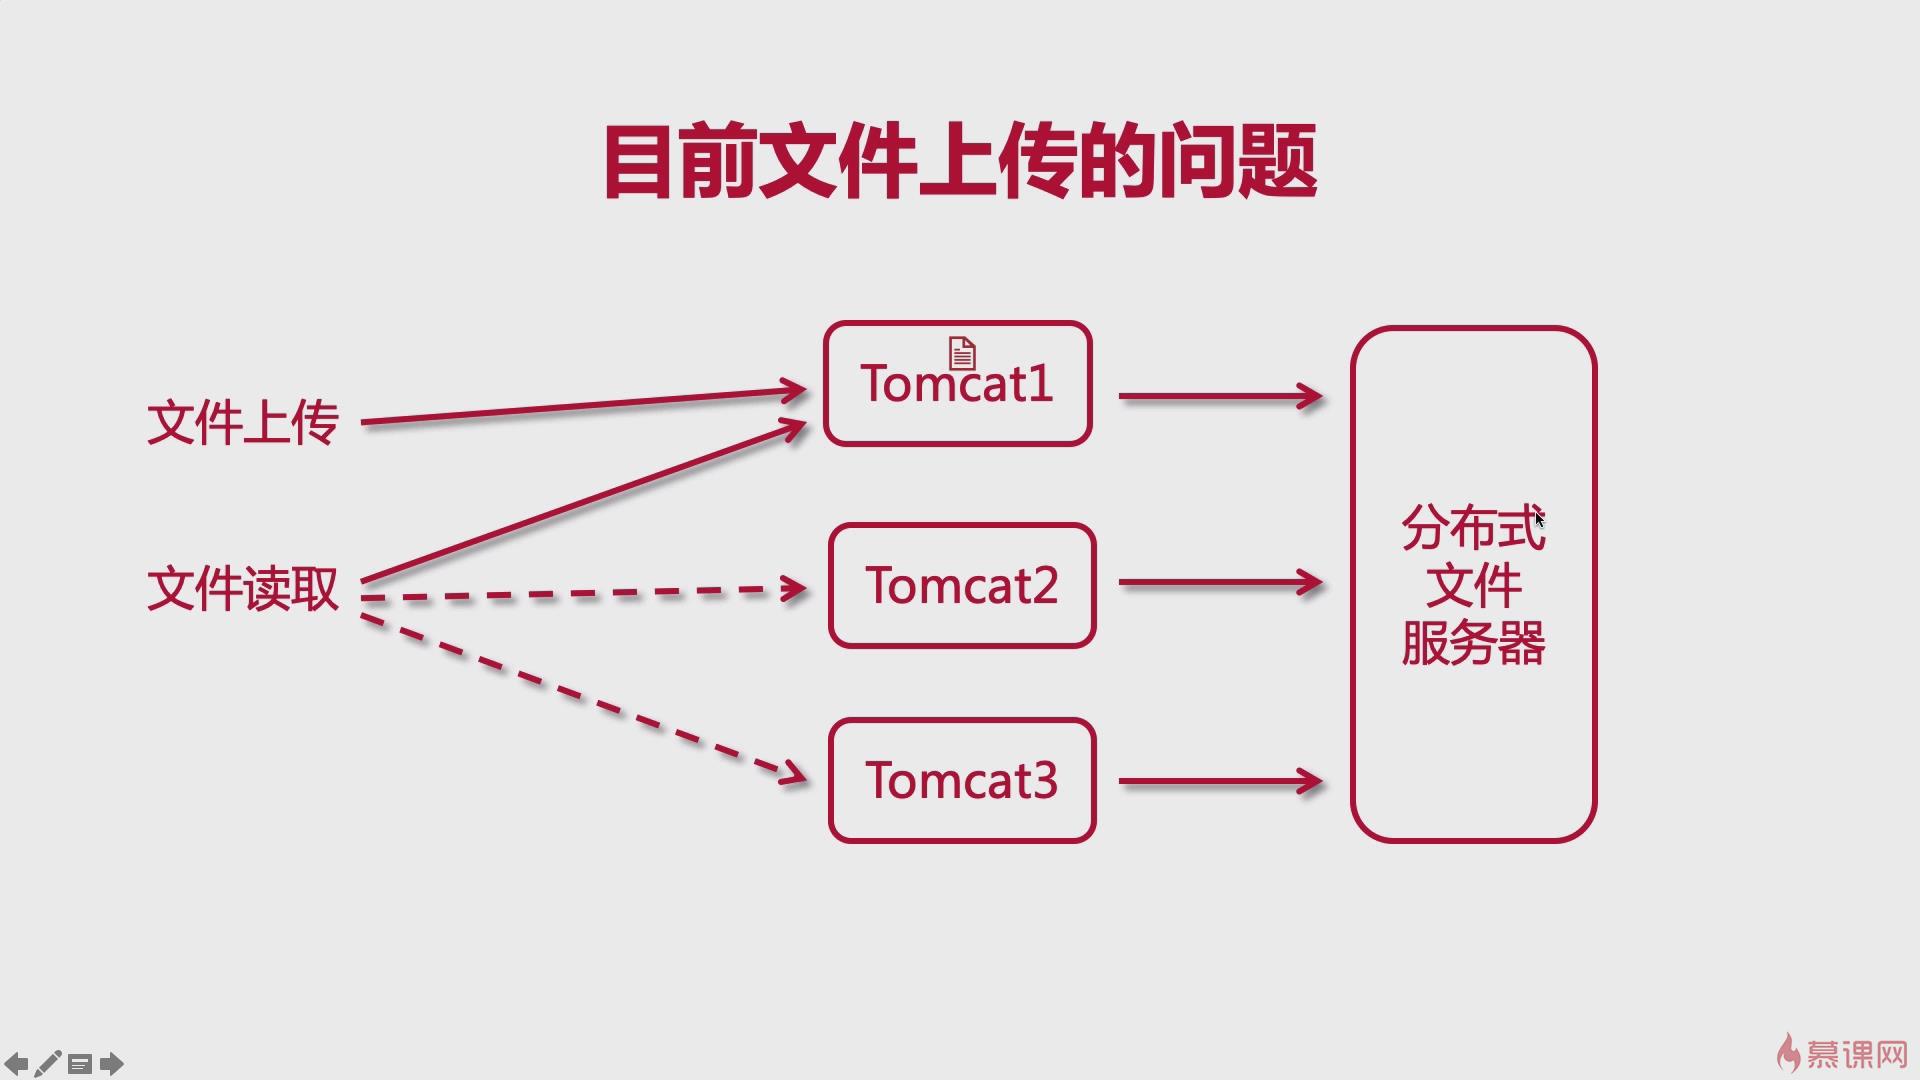 目前文件上传的问题
文件上传
文件读取
Tomcat1
Tomcat2
Tomcat3
分布式
文件
服务器
慕课网